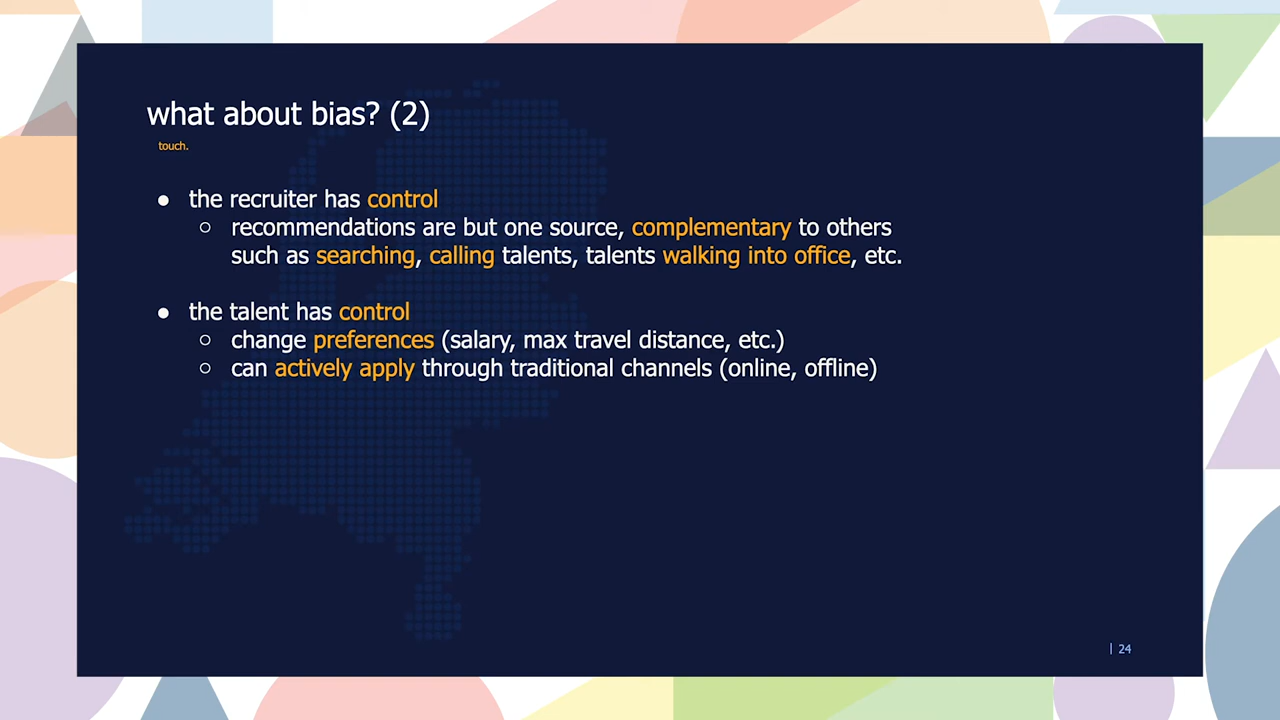 what about bias? (2)
touch.
● the recruiter has control
○ recommendations are but one source, complementary to others
such as searching, calling talents, talents walking into office, etc.
● the talent has control
○ change preferences (salary, max travel distance, etc.)
○ can actively apply through traditional channels (online, offline)
| 24